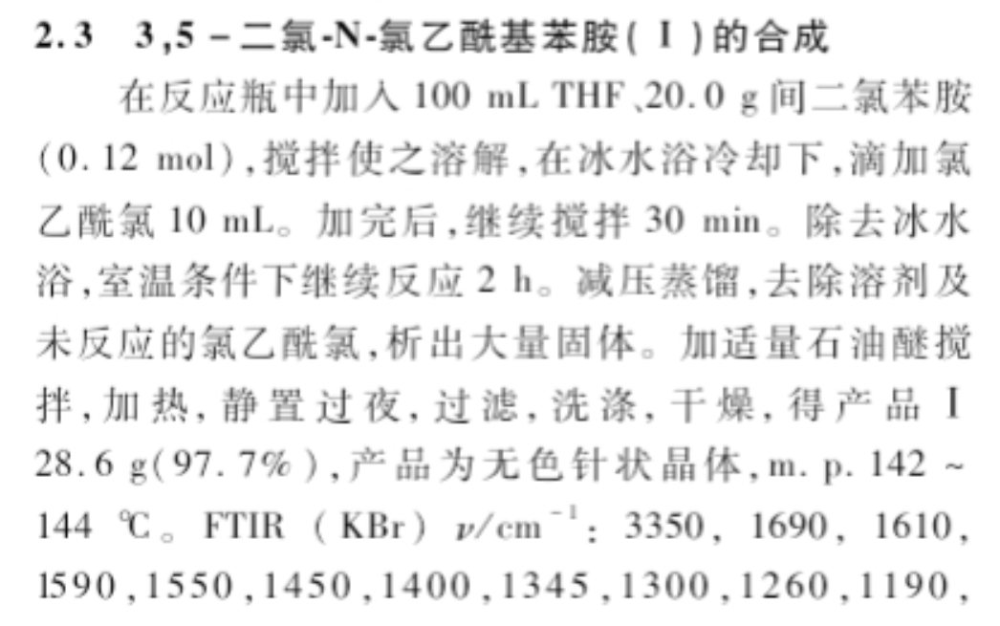 2.3 3,5-二氯-N-氯乙酰基苯胺(Ⅰ)的合成
在反应瓶中加入 100 mL THF、20.0 g 间二氯苯胺
(0.12 mol),搅拌使之溶解,在冰水浴冷却下,滴加氯
乙酰氯 10 mL。加完后,继续搅拌 30 min。除去冰水
浴,室温条件下继续反应 2 h。减压蒸馏,去除溶剂及
未反应的氯乙酰氯,析出大量固体。加适量石油醚搅
拌,加热,静置过夜,过滤,洗涤,干燥,得产品 Ⅰ
28.6 g(97.7%),产品为无色针状晶体,m. p. 142 ~
144 ℃。FTIR (KBr) ν/cm⁻¹: 3350, 1690, 1610,
1590,1550,1450,1400,1345,1300,1260,1190,